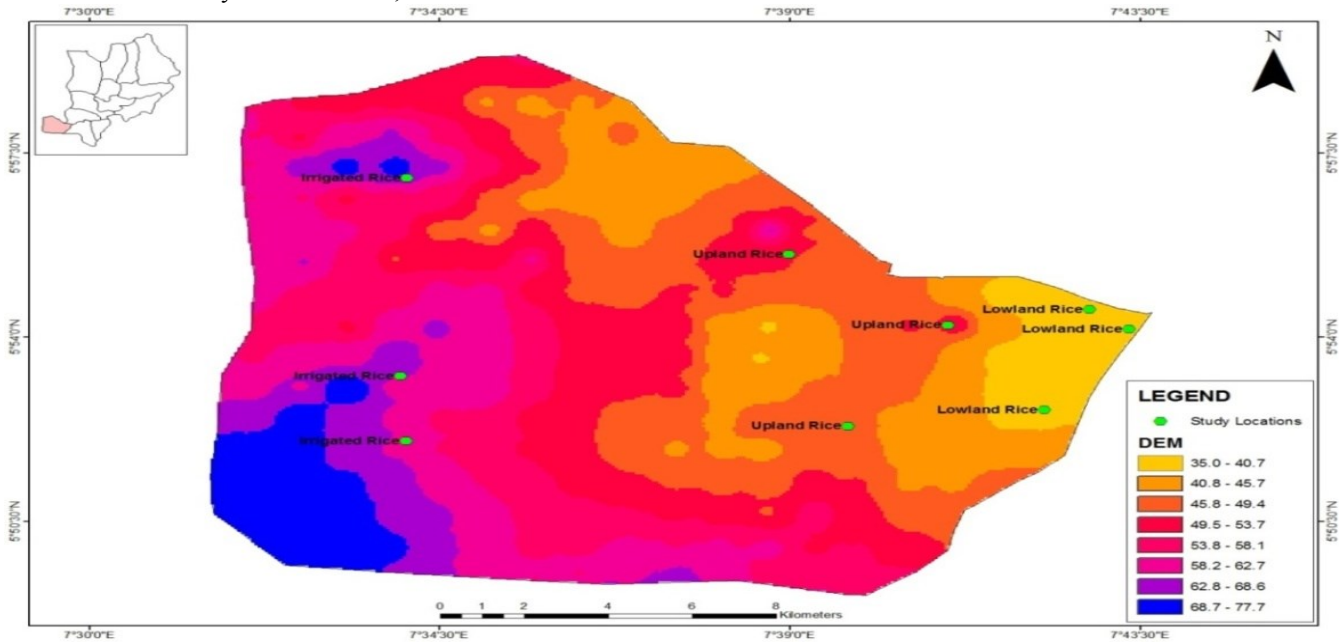 7°30'0"E 7°34'30"E 7°39'0"E 7°43'30"E
N
5°57'30"N 5°57'30"N
Irrigated Rice
Upland Rice
Lowland Rice
Upland Rice
Lowland Rice
5°54'0"N 5°54'0"N
Irrigated Rice
Lowland Rice
Upland Rice
Irrigated Rice
LEGEND
Study Locations
DEM
35.0 - 40.7
40.8 - 45.7
45.8 - 49.4
49.5 - 53.7
53.8 - 58.1
58.2 - 62.7
62.8 - 68.6
68.7 - 77.7
5°50'30"N 5°50'30"N
0 1 2 4 6 8
Kilometers
7°30'0"E 7°34'30"E 7°39'0"E 7°43'30"E